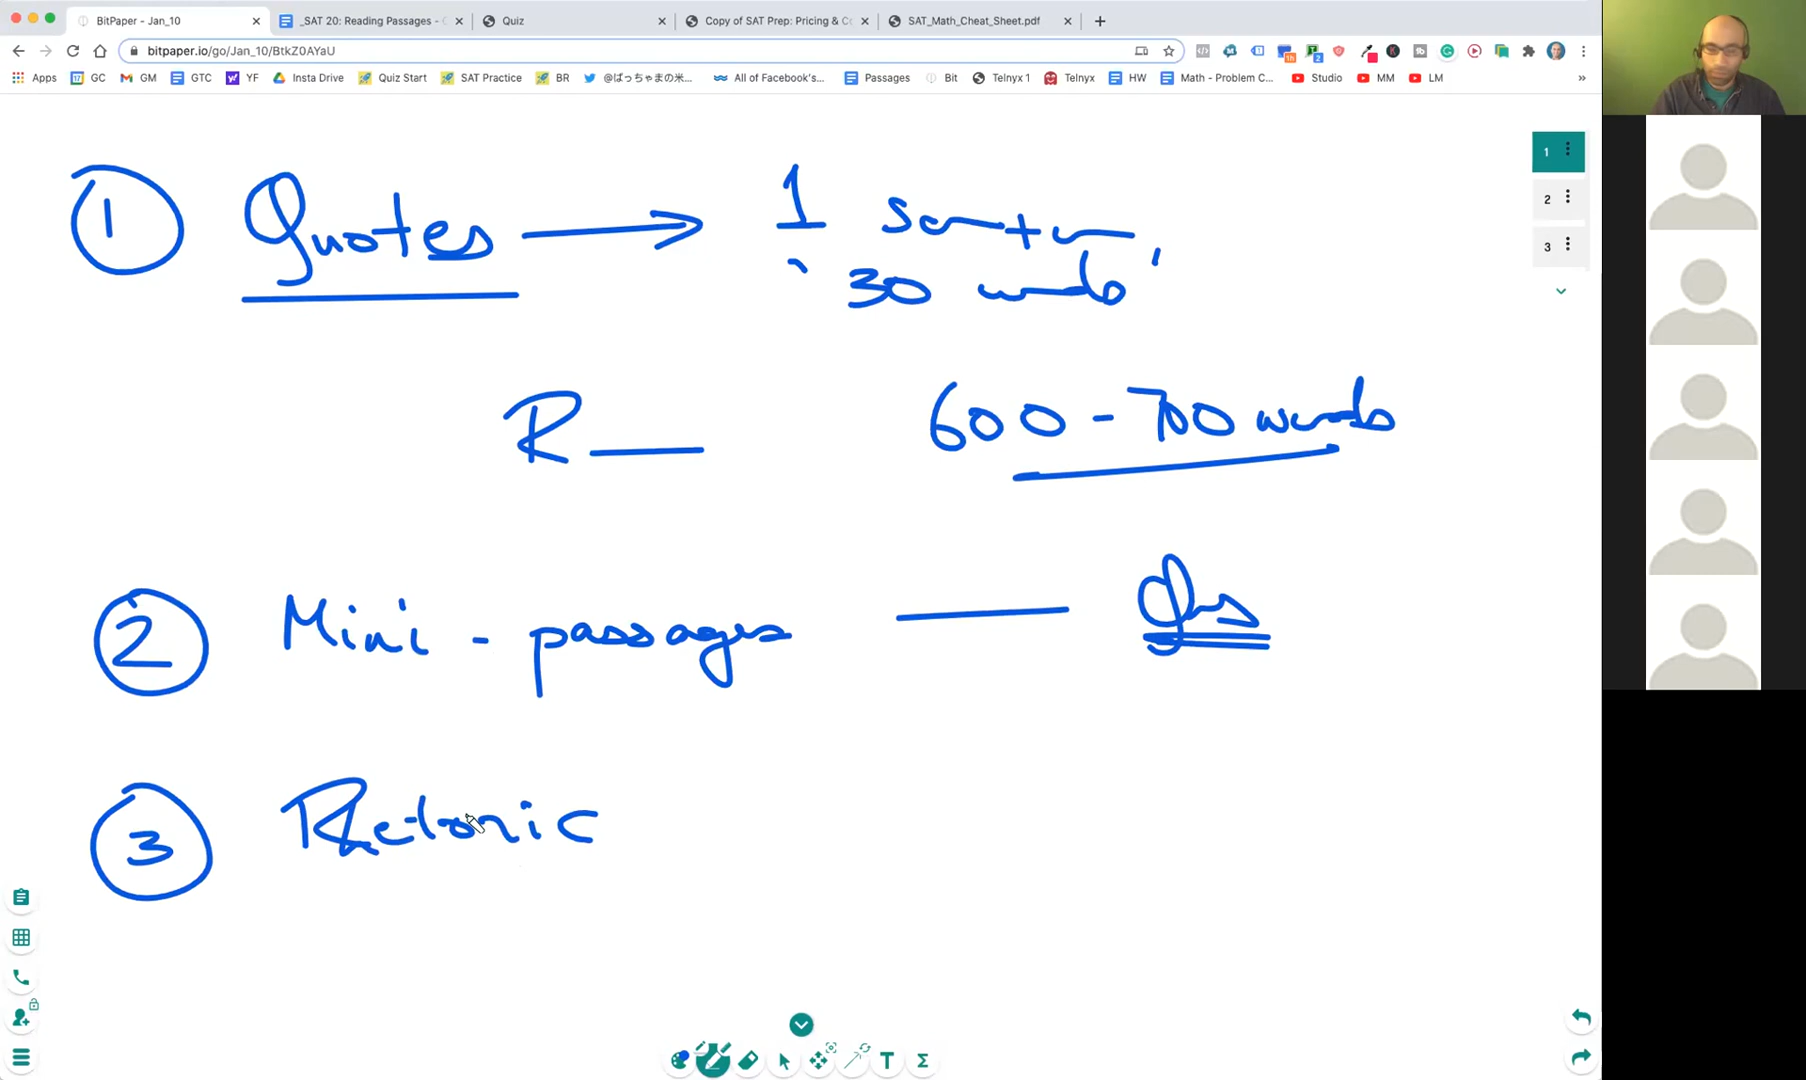 BitPaper - Jan_10
_SAT 20: Reading Passages -
Quiz
Copy of SAT Prep: Pricing & C
SAT_Math_Cheat_Sheet.pdf
bitpaper.io/go/Jan_10/BtkZ0AYaU
Apps
GC
GM
GTC
YF
Insta Drive
Quiz Start
SAT Practice
BR
@ばっちゃまの米...
All of Facebook's...
Passages
Bit
Telnyx 1
Telnyx
HW
Math - Problem C...
Studio
MM
LM
»
1 Quotes → 1
30 words
R
600 - 700 words
2 Mini - passages — Qus
3 Rhetoric
1
2
3
T
Σ